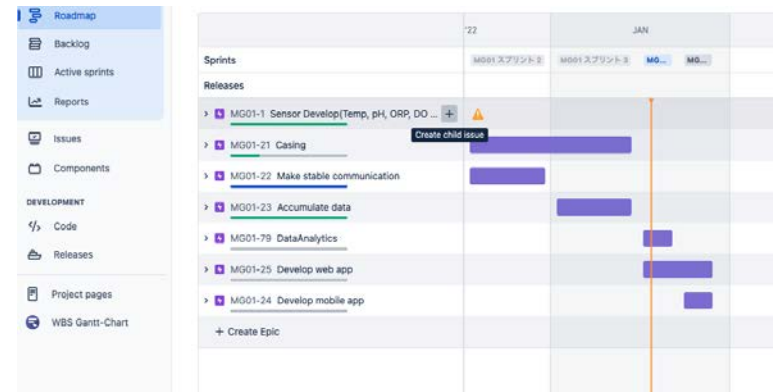 Roadmap
Backlog
Active sprints
Reports
Issues
Components
DEVELOPMENT
Code
Releases
Project pages
WBS Gantt-Chart
'22
JAN
Sprints
MG01 スプリント 2
MG01 スプリント 3
MG...
MG...
Releases
MG01-1 Sensor Develop(Temp, pH, ORP, DO ...
Create child issue
MG01-21 Casing
MG01-22 Make stable communication
MG01-23 Accumulate data
MG01-79 DataAnalytics
MG01-25 Develop web app
MG01-24 Develop mobile app
+ Create Epic